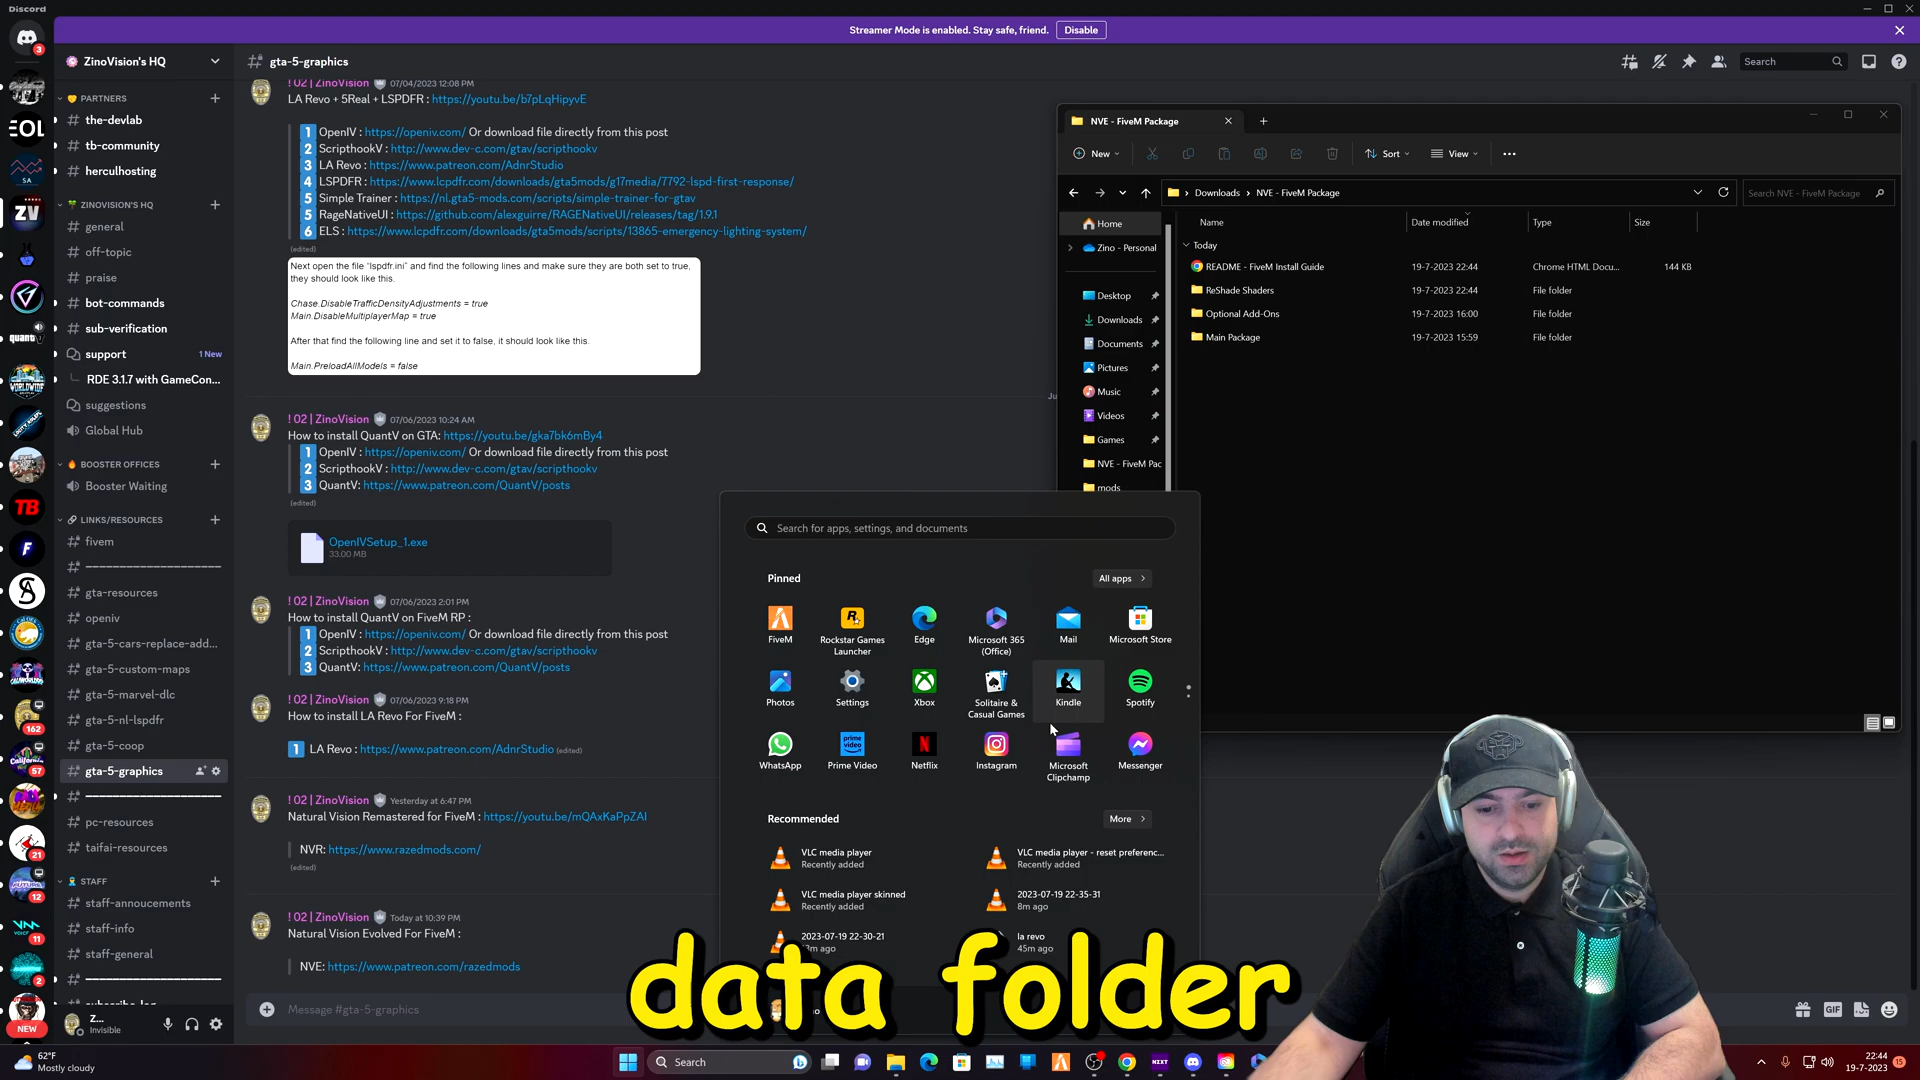 Discord
Streamer Mode is enabled. Stay safe, friend.
Disable
ZinoVision's HQ
gta-5-graphics
Search
PARTNERS
the-devlab
tb-community
herculhosting
ZINOVISION'S HQ
general
off-topic
praise
bot-commands
sub-verification
support
1 New
RDE 3.1.7 with GameCon...
suggestions
Global Hub
BOOSTER OFFICES
Booster Waiting
LINKS/RESOURCES
fivem
gta-resources
openiv
gta-5-cars-replace-add...
gta-5-custom-maps
gta-5-marvel-dlc
gta-5-nl-lspdfr
gta-5-coop
gta-5-graphics
pc-resources
taifai-resources
STAFF
staff-annoucements
staff-info
staff-general
subscribe-log
Z...
Invisible
3
EOL
SA
ZV
quant
TB
F
162
57
21
12
11
2
NEW
! 02 | ZinoVision 07/04/2023 12:08 PM
LA Revo + 5Real + LSPDFR : https://youtu.be/b7pLqHipyvE
1 OpenIV : https://openiv.com/ Or download file directly from this post
2 ScripthookV : http://www.dev-c.com/gtav/scripthookv
3 LA Revo : https://www.patreon.com/AdnrStudio
4 LSPDFR : https://www.lcpdfr.com/downloads/gta5mods/g17media/7792-lspd-first-response/
5 Simple Trainer : https://nl.gta5-mods.com/scripts/simple-trainer-for-gtav
5 RageNativeUI : https://github.com/alexguirre/RAGENativeUI/releases/tag/1.9.1
6 ELS : https://www.lcpdfr.com/downloads/gta5mods/scripts/13865-emergency-lighting-system/
(edited)
Next open the file "lspdfr.ini" and find the following lines and make sure they are both set to true,
they should look like this.
Chase.DisableTrafficDensityAdjustments = true
Main.DisableMultiplayerMap = true
After that find the following line and set it to false, it should look like this.
Main.PreloadAllModels = false
Ju
! 02 | ZinoVision 07/06/2023 10:24 AM
How to install QuantV on GTA: https://youtu.be/gka7bk6mBy4
1 OpenIV : https://openiv.com/ Or download file directly from this post
2 ScripthookV : http://www.dev-c.com/gtav/scripthookv
3 QuantV: https://www.patreon.com/QuantV/posts
(edited)
OpenIVSetup_1.exe
33.00 MB
! 02 | ZinoVision 07/06/2023 2:01 PM
How to install QuantV on FiveM RP :
1 OpenIV : https://openiv.com/ Or download file directly from this post
2 ScripthookV : http://www.dev-c.com/gtav/scripthookv
3 QuantV: https://www.patreon.com/QuantV/posts
! 02 | ZinoVision 07/06/2023 9:18 PM
How to install LA Revo For FiveM :
1 LA Revo : https://www.patreon.com/AdnrStudio (edited)
! 02 | ZinoVision Yesterday at 6:47 PM
Natural Vision Remastered for FiveM : https://youtu.be/mQAxKaPpZAI
NVR: https://www.razedmods.com/
(edited)
! 02 | ZinoVision Today at 10:39 PM
Natural Vision Evolved For FiveM :
NVE: https://www.patreon.com/razedmods
Message #gta-5-graphics
GIF
NVE - FiveM Package
New
Sort
View
Downloads > NVE - FiveM Package
Search NVE - FiveM Package
Home
Zino - Personal
Desktop
Downloads
Documents
Pictures
Music
Videos
Games
NVE - FiveM Pac
mods
Name Date modified Type Size
Today
README - FiveM Install Guide 19-7-2023 22:44 Chrome HTML Docu... 144 KB
ReShade Shaders 19-7-2023 22:44 File folder
Optional Add-Ons 19-7-2023 16:00 File folder
Main Package 19-7-2023 15:59 File folder
Search for apps, settings, and documents
Pinned
All apps
FiveM
Rockstar Games
Launcher
Edge
Microsoft 365
(Office)
Mail
Microsoft Store
Photos
Settings
Xbox
Solitaire &
Casual Games
Kindle
Spotify
WhatsApp
Prime Video
Netflix
Instagram
Microsoft
Clipchamp
Messenger
Recommended
More
VLC media player
Recently added
VLC media player - reset preferenc...
Recently added
VLC media player skinned
Recently added
2023-07-19 22-35-31
8m ago
2023-07-19 22-30-21
la revo
45m ago
data folder
62°F
Mostly cloudy
Search
NZXT
22:44
19-7-2023
15